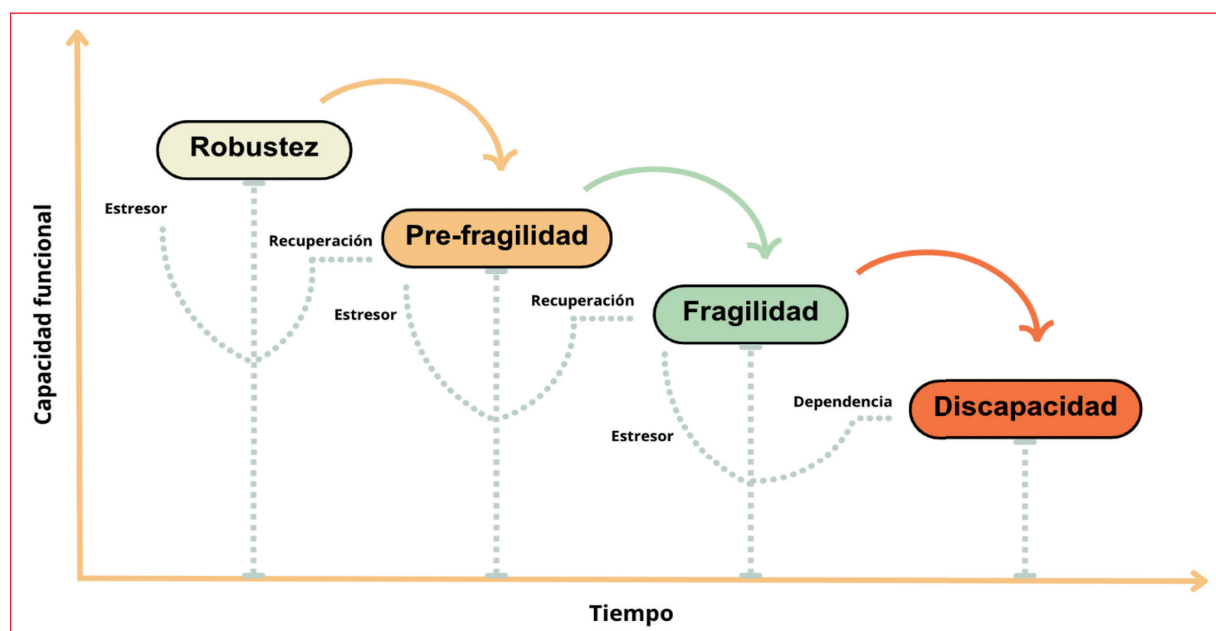 Robustez
Estresor
Recuperación
Pre-fragilidad
Estresor
Recuperación
Fragilidad
Estresor
Dependencia
Discapacidad
Capacidad funcional
Tiempo